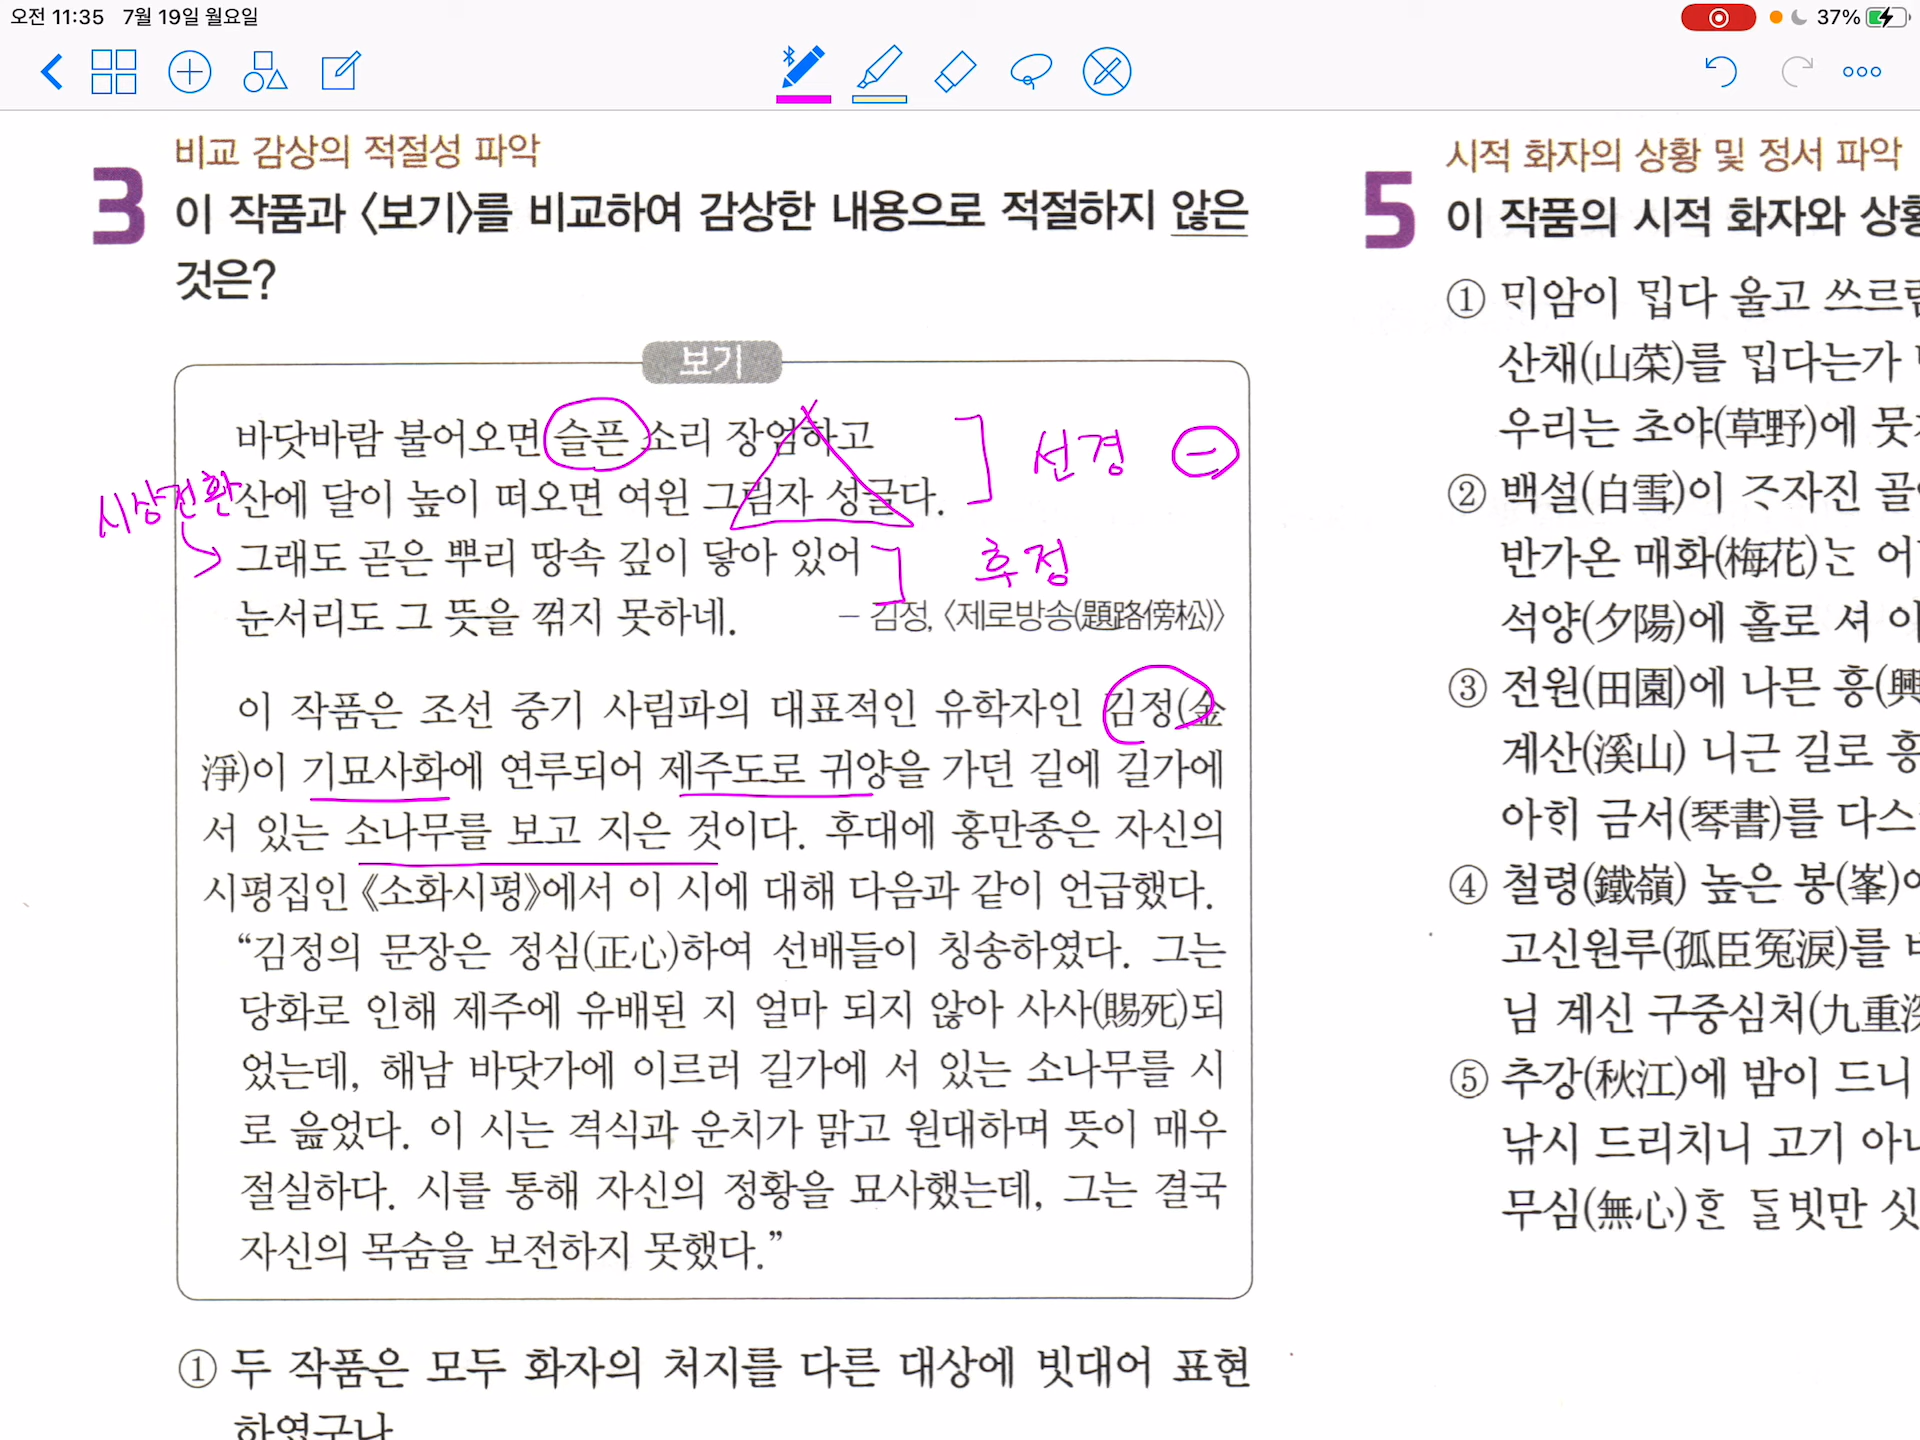 오전 11:35 7월 19일 월요일
37%
비교 감상의 적절성 파악
3 이 작품과 〈보기〉를 비교하여 감상한 내용으로 적절하지 않은
것은?
보기
바닷바람 불어오면 슬픈 소리 장엄하고
산에 달이 높이 떠오면 여윈 그림자 성글다.
그래도 곧은 뿌리 땅속 깊이 닿아 있어
눈서리도 그 뜻을 꺾지 못하네.
- 김정, 〈제로방송(題路傍松)〉
선경 ㊀
시상전환
후정
이 작품은 조선 중기 사림파의 대표적인 유학자인 김정(金
淨)이 기묘사화에 연루되어 제주도로 귀양을 가던 길에 길가에
서 있는 소나무를 보고 지은 것이다. 후대에 홍만종은 자신의
시평집인 《소화시평》에서 이 시에 대해 다음과 같이 언급했다.
“김정의 문장은 정심(正心)하여 선배들이 칭송하였다. 그는
당화로 인해 제주에 유배된 지 얼마 되지 않아 사사(賜死)되
었는데, 해남 바닷가에 이르러 길가에 서 있는 소나무를 시
로 읊었다. 이 시는 격식과 운치가 맑고 원대하며 뜻이 매우
절실하다. 시를 통해 자신의 정황을 묘사했는데, 그는 결국
자신의 목숨을 보전하지 못했다.”
① 두 작품은 모두 화자의 처지를 다른 대상에 빗대어 표현
하였구나
시적 화자의 상황 및 정서 파악
5 이 작품의 시적 화자와 상황
① 믜암이 밉다 울고 쓰르람
산채(山菜)를 밉다는가
우리는 초야(草野)에 뭇
② 백설(白雪)이 ᄌᆞ자진 골
반가온 매화(梅花)ᄂᆞᆫ 어
석양(夕陽)에 홀로 셔 이
③ 전원(田園)에 나믄 흥(興
계산(溪山) 니근 길로 흥
아ᄒᆡ 금서(琴書)를 다스
④ 철령(鐵嶺) 높은 봉(峯)
고신원루(孤臣冤淚)를
님 계신 구중심처(九重深
⑤ 추강(秋江)에 밤이 드니
낚시 드리치니 고기 아니
무심(無心)ᄒᆞᆫ ᄃᆞᆯ빗만 싯